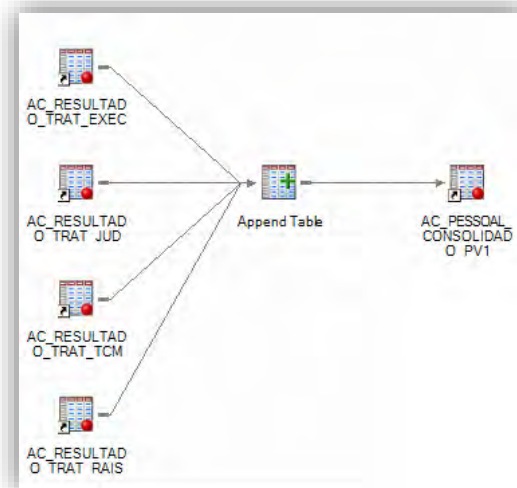 AC_RESULTAD
O_TRAT_EXEC
AC_RESULTAD
O_TRAT_JUD
Append Table
AC_PESSOAL_
CONSOLIDAD
O_PV1
AC_RESULTAD
O_TRAT_TCM
AC_RESULTAD
O_TRAT_RAIS